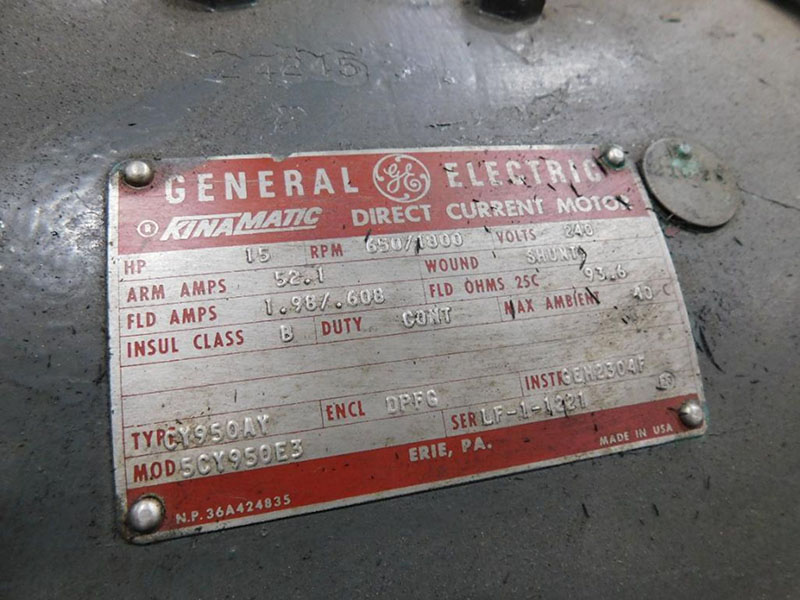 GENERAL GE ELECTRIC
® KINAMATIC DIRECT CURRENT MOTOR
HP 15 RPM 650/1800 VOLTS 240
ARM AMPS 52.1 WOUND SHUNT
FLD AMPS 1.98/.608 FLD OHMS 25C 93.6
INSUL CLASS B DUTY CONT MAX AMBIENT 40 C
INSTR GEH2304F
TYPE CY950AY ENCL DPFG SER LF-1-1221
MOD 5CY950E3 ERIE, PA. MADE IN USA
N.P. 36A424835